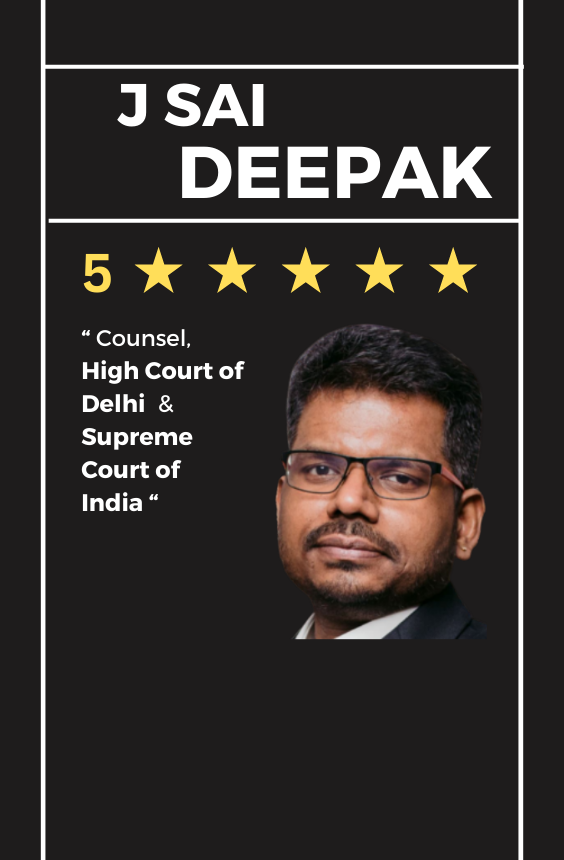 J SAI
DEEPAK
5 ★ ★ ★ ★ ★
“ Counsel,
High Court of
Delhi &
Supreme
Court of
India “